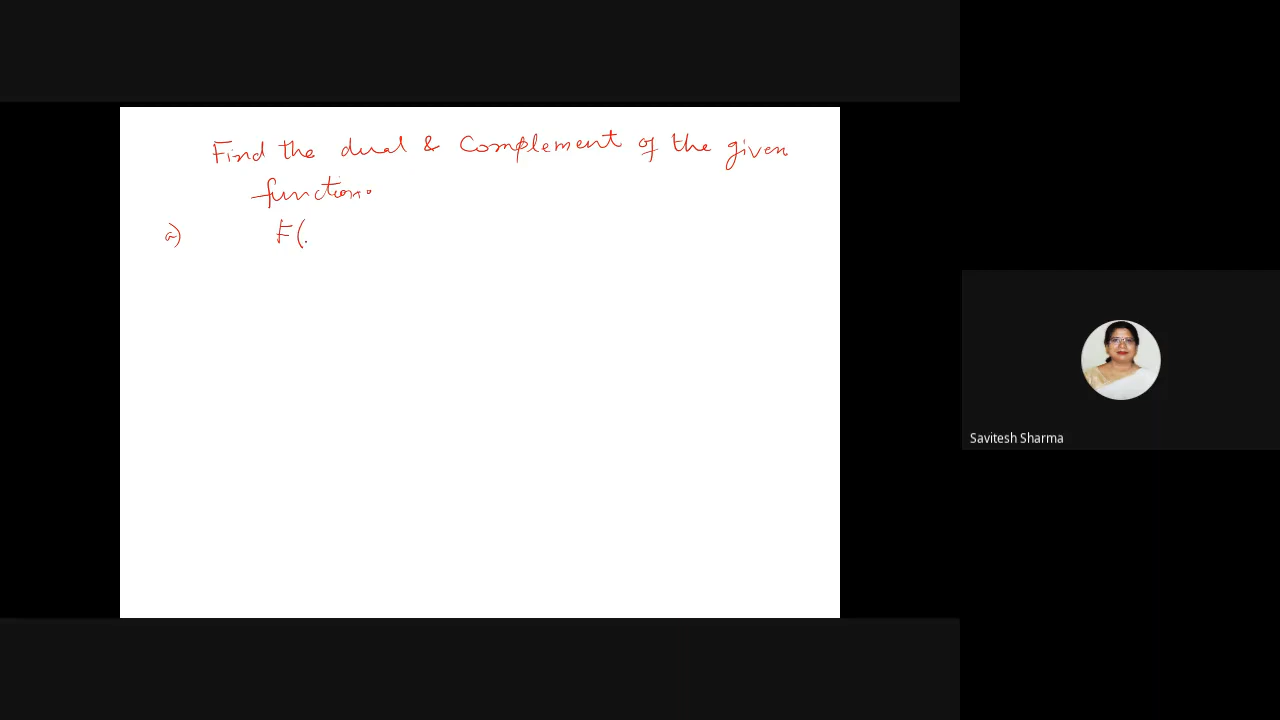 Find the dual & Complement of the given
function.
a) F(.
Savitesh Sharma